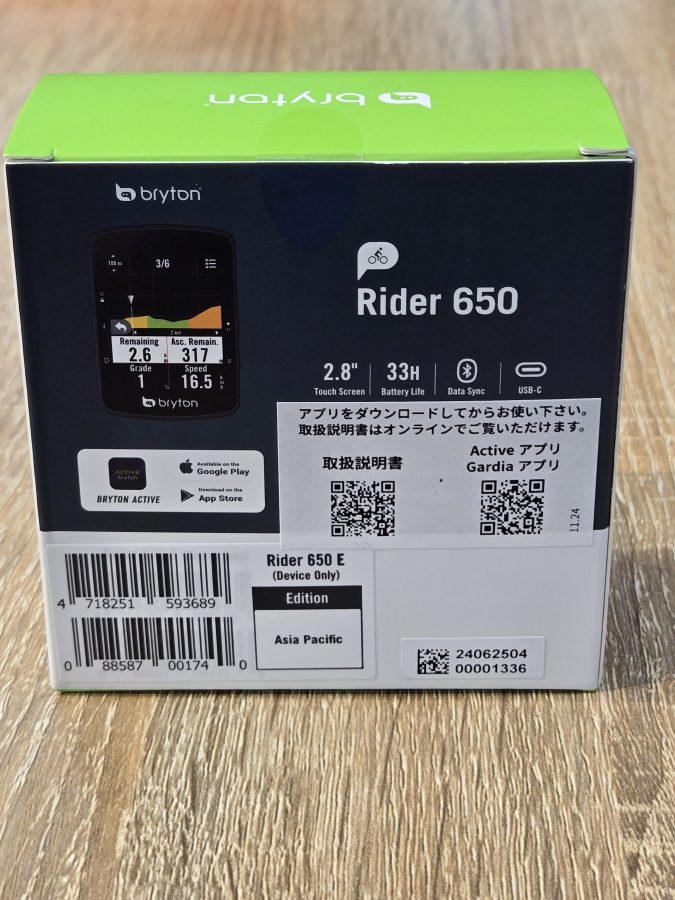 bryton
bryton
100 m
3/6
2 km
Remaining
2.6
Asc. Remain.
317
Grade
1
Speed
16.5
bryton
Rider 650
2.8"
Touch Screen
33H
Battery Life
Data Sync
USB-C
アプリをダウンロードしてからお使い下さい。
取扱説明書はオンラインでご覧いただけます。
取扱説明書
Active アプリ
Gardia アプリ
11.24
ACTIVE
bryton
BRYTON ACTIVE
Available on the
Google Play
Download on the
App Store
4 718251 593689
0 88587 00174 0
Rider 650 E
(Device Only)
Edition
Asia Pacific
24062504
00001336